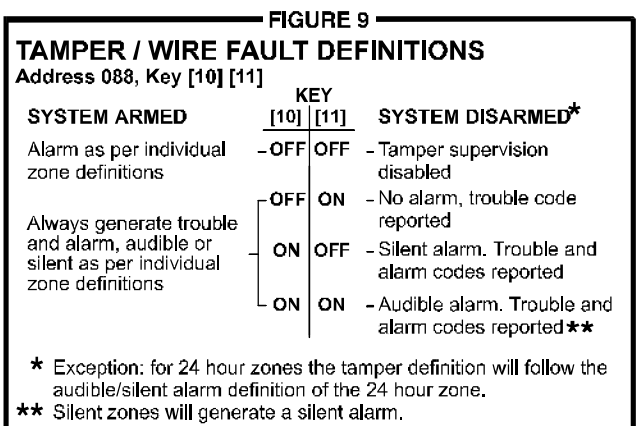 FIGURE 9
TAMPER / WIRE FAULT DEFINITIONS
Address 088, Key [10] [11]
KEY
SYSTEM ARMED [10] [11] SYSTEM DISARMED*
Alarm as per individual – OFF OFF – Tamper supervision
zone definitions disabled
OFF ON – No alarm, trouble code
reported
Always generate trouble
and alarm, audible or ON OFF – Silent alarm. Trouble and
silent as per individual alarm codes reported
zone definitions
ON ON – Audible alarm. Trouble and
alarm codes reported**
* Exception: for 24 hour zones the tamper definition will follow the
audible/silent alarm definition of the 24 hour zone.
** Silent zones will generate a silent alarm.